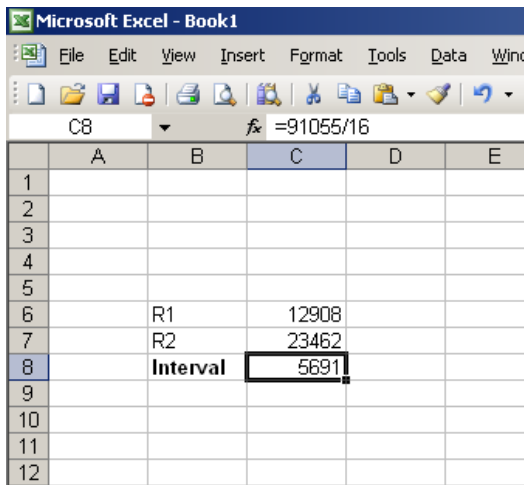 Microsoft Excel - Book1
File Edit View Insert Format Tools Data
C8 fx =91055/16
A B C D E
1
2
3
4
5
6 R1 12908
7 R2 23462
8 Interval 5691
9
10
11
12